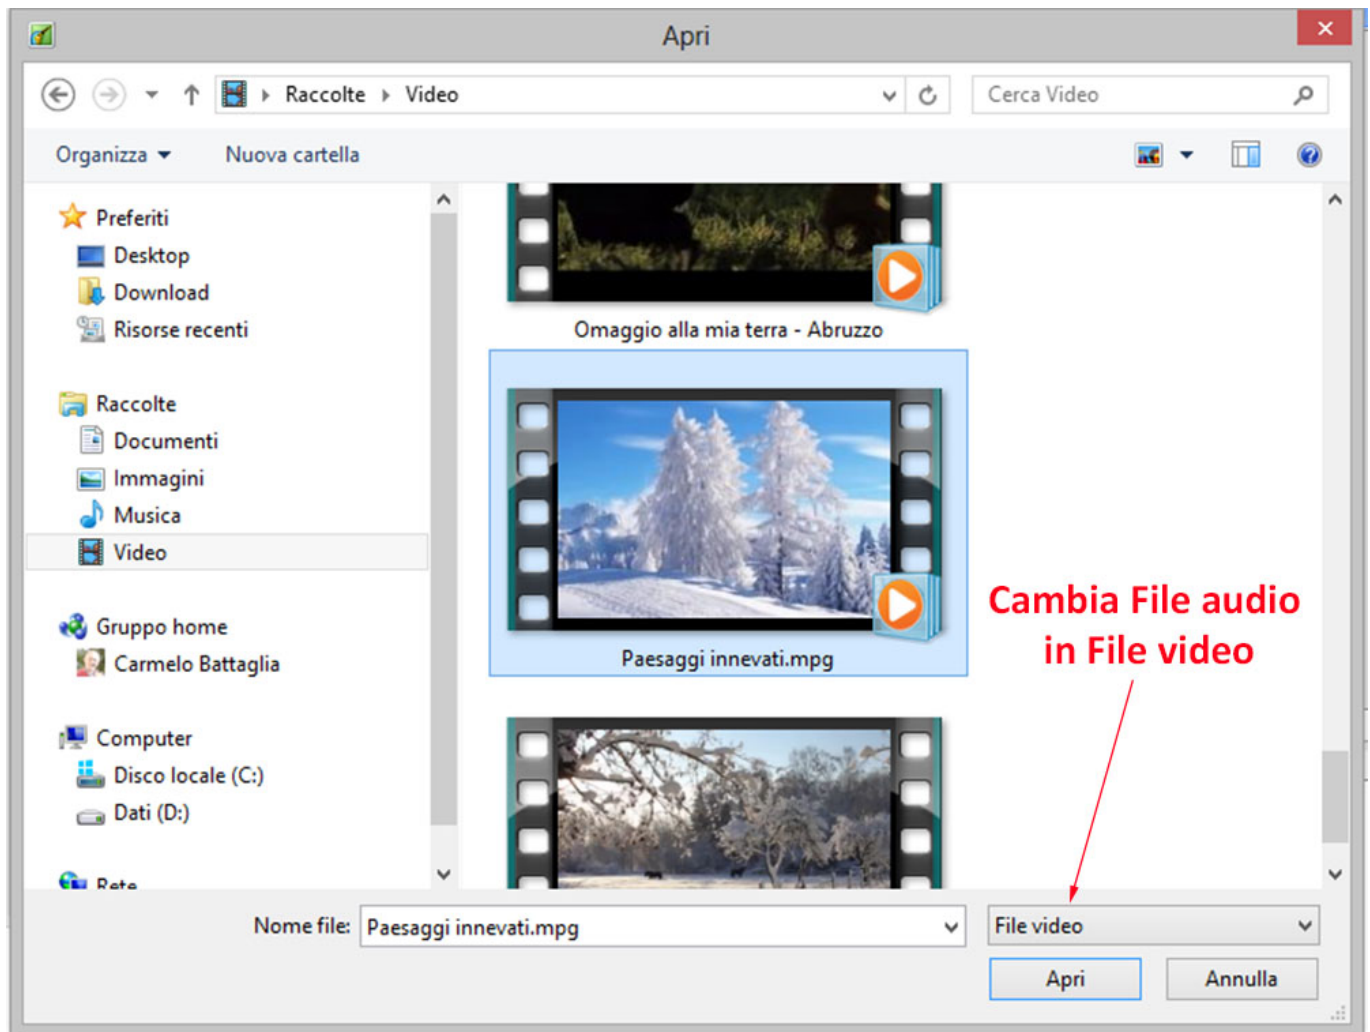 Apri
Raccolte Video
Cerca Video
Organizza
Nuova cartella
Preferiti
Desktop
Download
Risorse recenti
Raccolte
Documenti
Immagini
Musica
Video
Gruppo home
Carmelo Battaglia
Computer
Disco locale (C:)
Dati (D:)
Rete
Omaggio alla mia terra - Abruzzo
Paesaggi innevati.mpg
Cambia File audio
in File video
Nome file: Paesaggi innevati.mpg
File video
Apri
Annulla